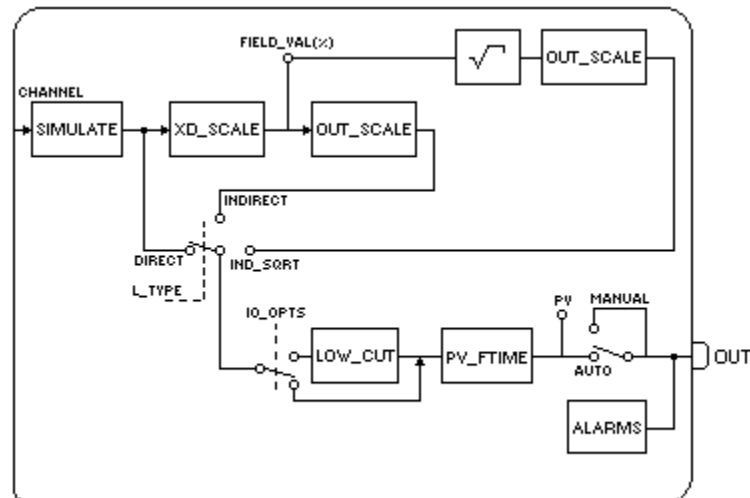 FIELD_VAL(%)
√
OUT_SCALE
CHANNEL
SIMULATE
XD_SCALE
OUT_SCALE
INDIRECT
DIRECT
IND_SQRT
L_TYPE
IO_OPTS
PV
MANUAL
LOW_CUT
PV_FTIME
AUTO
OUT
ALARMS